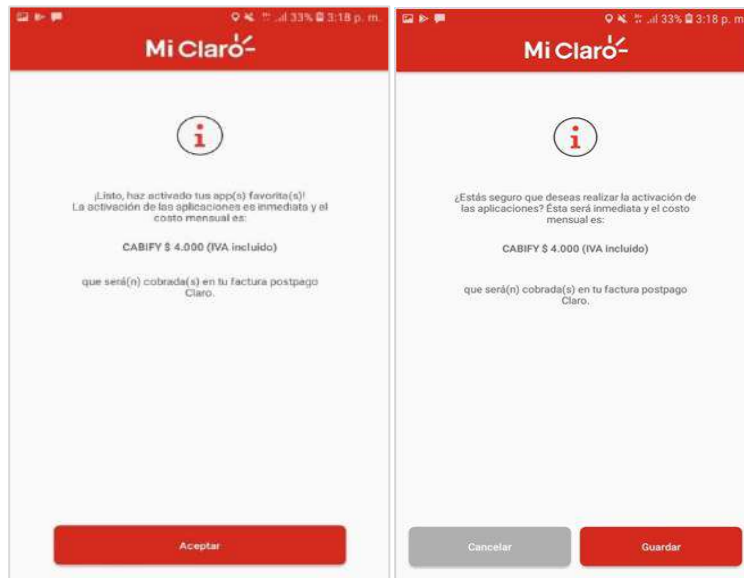 33% 3:18 p. m.
Mi Claro
i
¡Listo, haz activado tus app(s) favorita(s)!
La activación de las aplicaciones es inmediata y el
costo mensual es:
CABIFY $ 4.000 (IVA incluido)
que será(n) cobrada(s) en tu factura postpago
Claro.
Aceptar
33% 3:18 p. m
Mi Claro
i
¿Estás seguro que deseas realizar la activación de
las aplicaciones? Ésta será inmediata y el costo
mensual es:
CABIFY $ 4.000 (IVA incluido)
que será(n) cobrada(s) en tu factura postpago
Claro.
Cancelar
Guardar